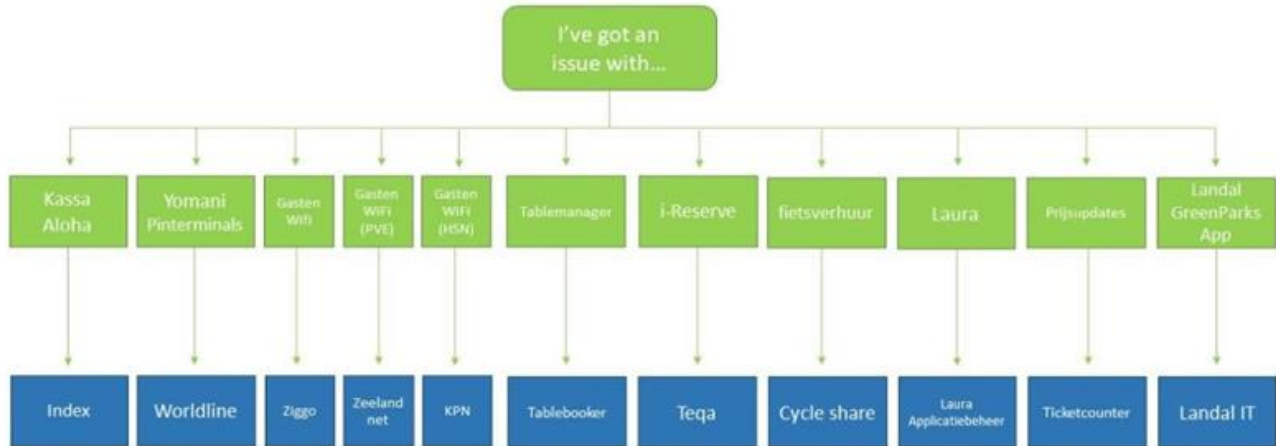 I've got an
issue with...
Kassa
Aloha
Yomani
Pinterminals
Gasten
Wifi
Gasten
WiFi
(PVE)
Gasten
WiFi
(HSN)
Tablemanager
i-Reserve
fietsverhuur
Laura
Prijsupdates
Landal
GreenParks
App
Index
Worldline
Ziggo
Zeeland
net
KPN
Tablebooker
Teqa
Cycle share
Laura
Applicatiebeheer
Ticketcounter
Landal IT